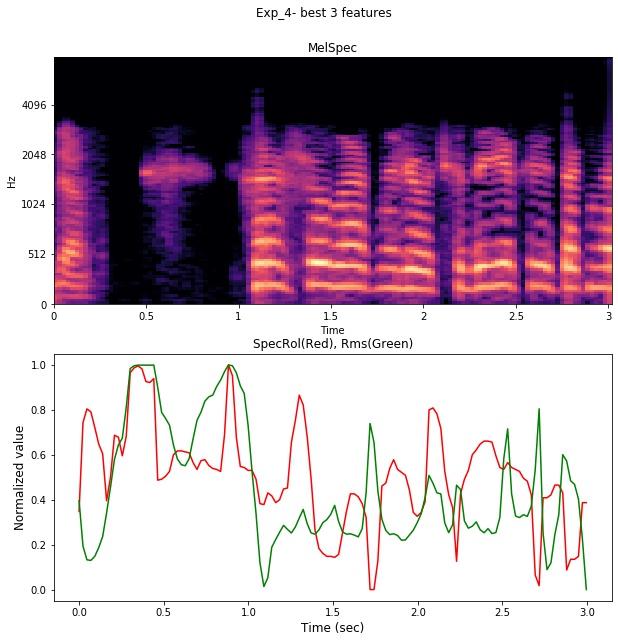 Exp_4- best 3 features
MelSpec
4096
2048
1024
512
0
Hz
0 0.5 1 1.5 2 2.5 3
Time
SpecRol(Red), Rms(Green)
1.0
0.8
0.6
0.4
0.2
0.0
Normalized value
0.0 0.5 1.0 1.5 2.0 2.5 3.0
Time (sec)